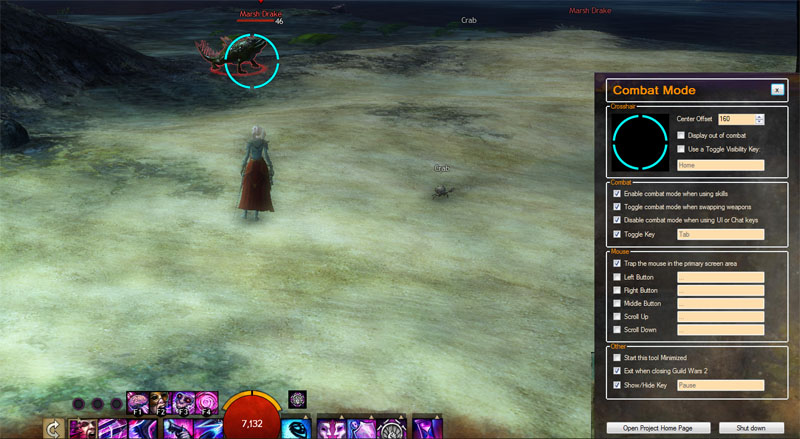 Marsh Drake
46
Crab
Marsh Drake
Crab
Combat Mode
x
Crosshair
Center Offset 160
Display out of combat
Use a Toggle Visibility Key:
Home
Combat
Enable combat mode when using skills
Toggle combat mode when swapping weapons
Disable combat mode when using UI or Chat keys
Toggle Key Tab
Mouse
Trap the mouse in the primary screen area
Left Button ...
Right Button ...
Middle Button ...
Scroll Up ...
Scroll Down ...
Other
Start this tool Minimized
Exit when closing Guild Wars 2
Show/Hide Key Pause
Open Project Home Page Shut down
F1 F2 F3 F4
7,132